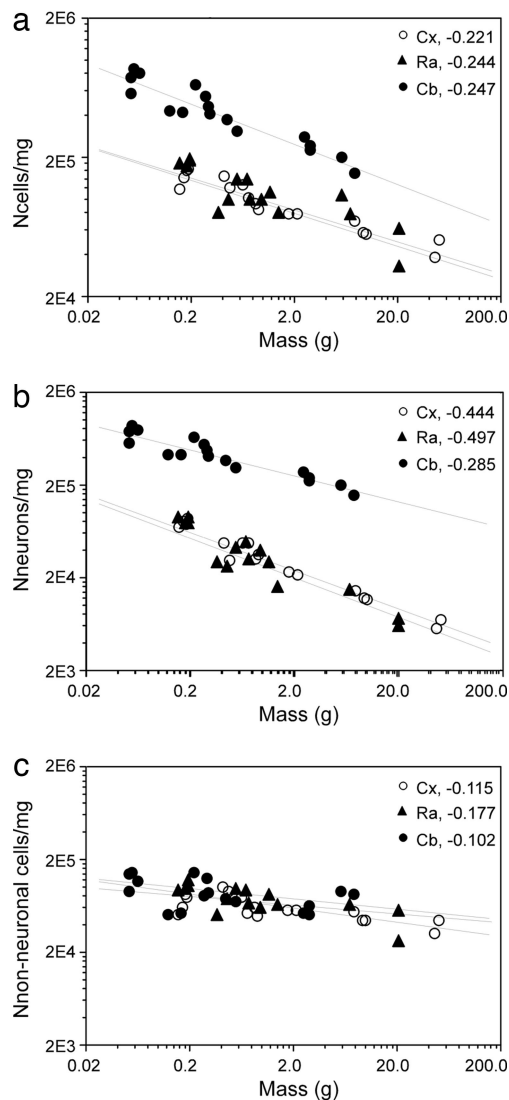 a
2E6
2E5
2E4
Ncells/mg
○ Cx, -0.221
▲ Ra, -0.244
● Cb, -0.247
0.02 0.2 2.0 20.0 200.0
Mass (g)
b
2E6
2E5
2E4
2E3
Nneurons/mg
○ Cx, -0.444
▲ Ra, -0.497
● Cb, -0.285
0.02 0.2 2.0 20.0 200.0
Mass (g)
c
2E6
2E5
2E4
2E3
Nnon-neuronal cells/mg
○ Cx, -0.115
▲ Ra, -0.177
● Cb, -0.102
0.02 0.2 2.0 20.0 200.0
Mass (g)